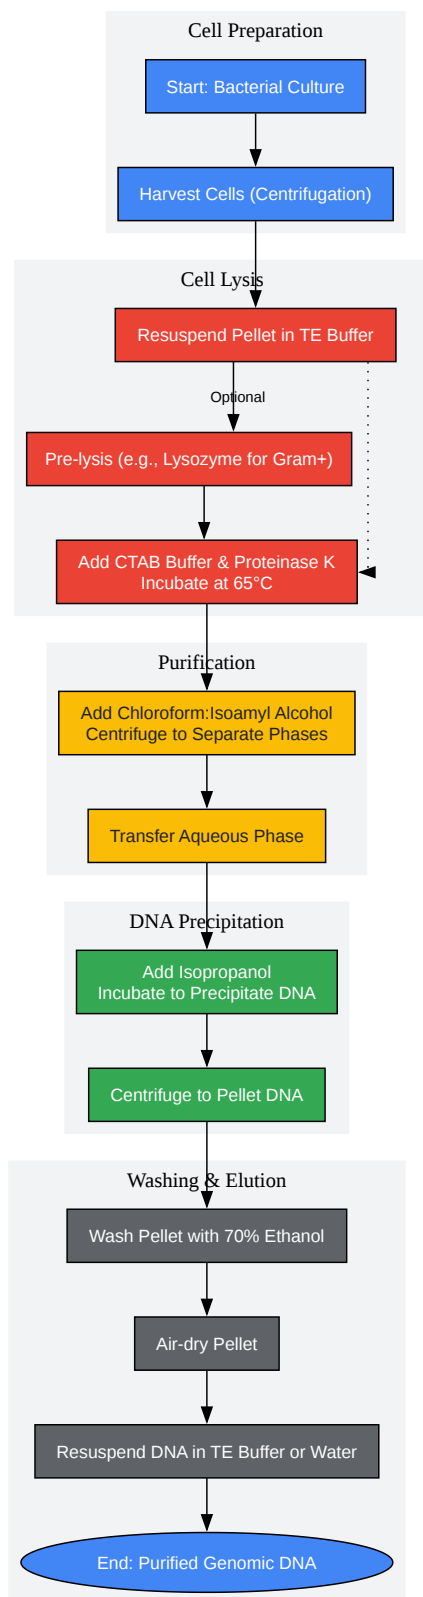 Cell Preparation
Start: Bacterial Culture
Harvest Cells (Centrifugation)
Cell Lysis
Resuspend Pellet in TE Buffer
Optional
Pre-lysis (e.g., Lysozyme for Gram+)
Add CTAB Buffer & Proteinase K
Incubate at 65°C
Purification
Add Chloroform:Isoamyl Alcohol
Centrifuge to Separate Phases
Transfer Aqueous Phase
DNA Precipitation
Add Isopropanol
Incubate to Precipitate DNA
Centrifuge to Pellet DNA
Washing & Elution
Wash Pellet with 70% Ethanol
Air-dry Pellet
Resuspend DNA in TE Buffer or Water
End: Purified Genomic DNA